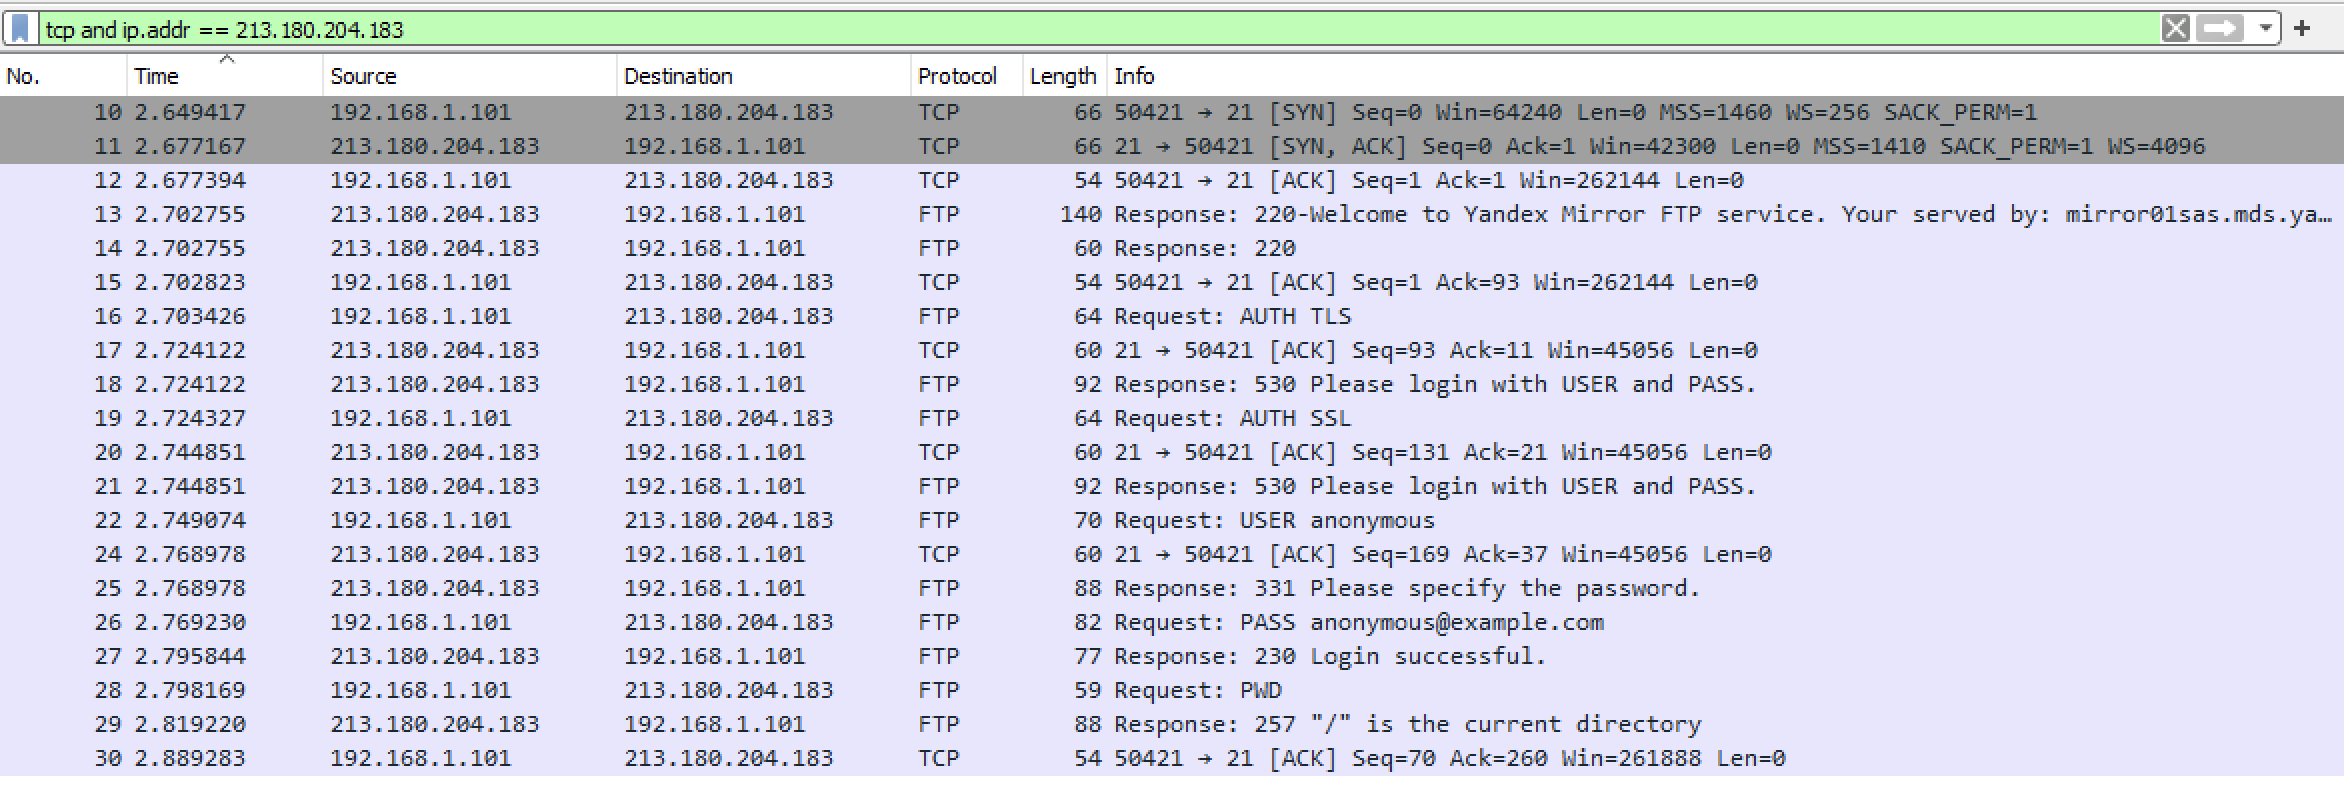 tcp and ip.addr == 213.180.204.183
No. Time Source Destination Protocol Length Info
10 2.649417 192.168.1.101 213.180.204.183 TCP 66 50421 → 21 [SYN] Seq=0 Win=64240 Len=0 MSS=1460 WS=256 SACK_PERM=1
11 2.677167 213.180.204.183 192.168.1.101 TCP 66 21 → 50421 [SYN, ACK] Seq=0 Ack=1 Win=42300 Len=0 MSS=1410 SACK_PERM=1 WS=4096
12 2.677394 192.168.1.101 213.180.204.183 TCP 54 50421 → 21 [ACK] Seq=1 Ack=1 Win=262144 Len=0
13 2.702755 213.180.204.183 192.168.1.101 FTP 140 Response: 220-Welcome to Yandex Mirror FTP service. Your served by: mirror01sas.mds.ya…
14 2.702755 213.180.204.183 192.168.1.101 FTP 60 Response: 220
15 2.702823 192.168.1.101 213.180.204.183 TCP 54 50421 → 21 [ACK] Seq=1 Ack=93 Win=262144 Len=0
16 2.703426 192.168.1.101 213.180.204.183 FTP 64 Request: AUTH TLS
17 2.724122 213.180.204.183 192.168.1.101 TCP 60 21 → 50421 [ACK] Seq=93 Ack=11 Win=45056 Len=0
18 2.724122 213.180.204.183 192.168.1.101 FTP 92 Response: 530 Please login with USER and PASS.
19 2.724327 192.168.1.101 213.180.204.183 FTP 64 Request: AUTH SSL
20 2.744851 213.180.204.183 192.168.1.101 TCP 60 21 → 50421 [ACK] Seq=131 Ack=21 Win=45056 Len=0
21 2.744851 213.180.204.183 192.168.1.101 FTP 92 Response: 530 Please login with USER and PASS.
22 2.749074 192.168.1.101 213.180.204.183 FTP 70 Request: USER anonymous
24 2.768978 213.180.204.183 192.168.1.101 TCP 60 21 → 50421 [ACK] Seq=169 Ack=37 Win=45056 Len=0
25 2.768978 213.180.204.183 192.168.1.101 FTP 88 Response: 331 Please specify the password.
26 2.769230 192.168.1.101 213.180.204.183 FTP 82 Request: PASS anonymous@example.com
27 2.795844 213.180.204.183 192.168.1.101 FTP 77 Response: 230 Login successful.
28 2.798169 192.168.1.101 213.180.204.183 FTP 59 Request: PWD
29 2.819220 213.180.204.183 192.168.1.101 FTP 88 Response: 257 "/" is the current directory
30 2.889283 192.168.1.101 213.180.204.183 TCP 54 50421 → 21 [ACK] Seq=70 Ack=260 Win=261888 Len=0